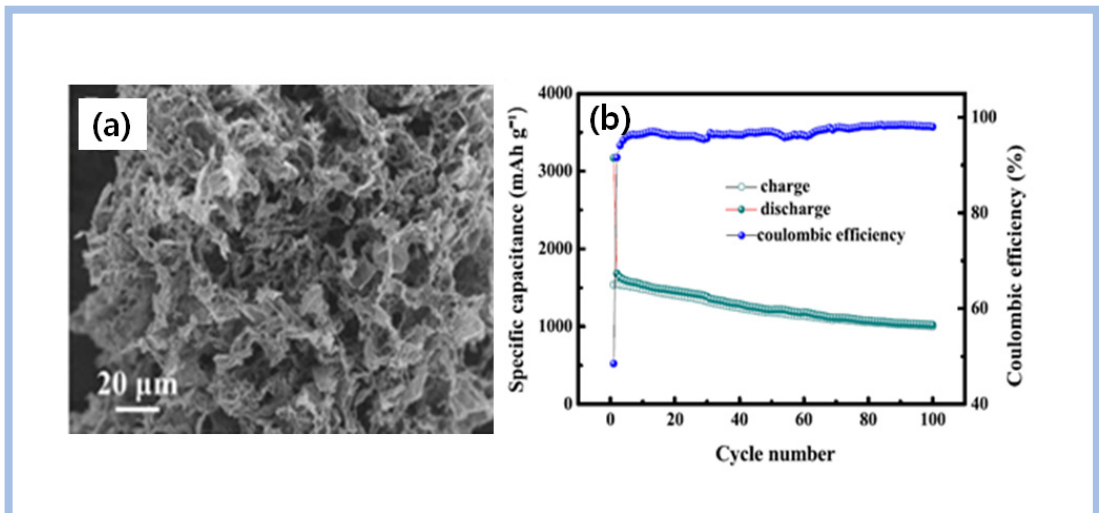 (a)
20 µm
(b)
Specific capacitance (mAh g⁻¹)
4000
3000
2000
1000
0
charge
discharge
coulombic efficiency
100
80
60
40
Coulombic efficiency (%)
0 20 40 60 80 100
Cycle number